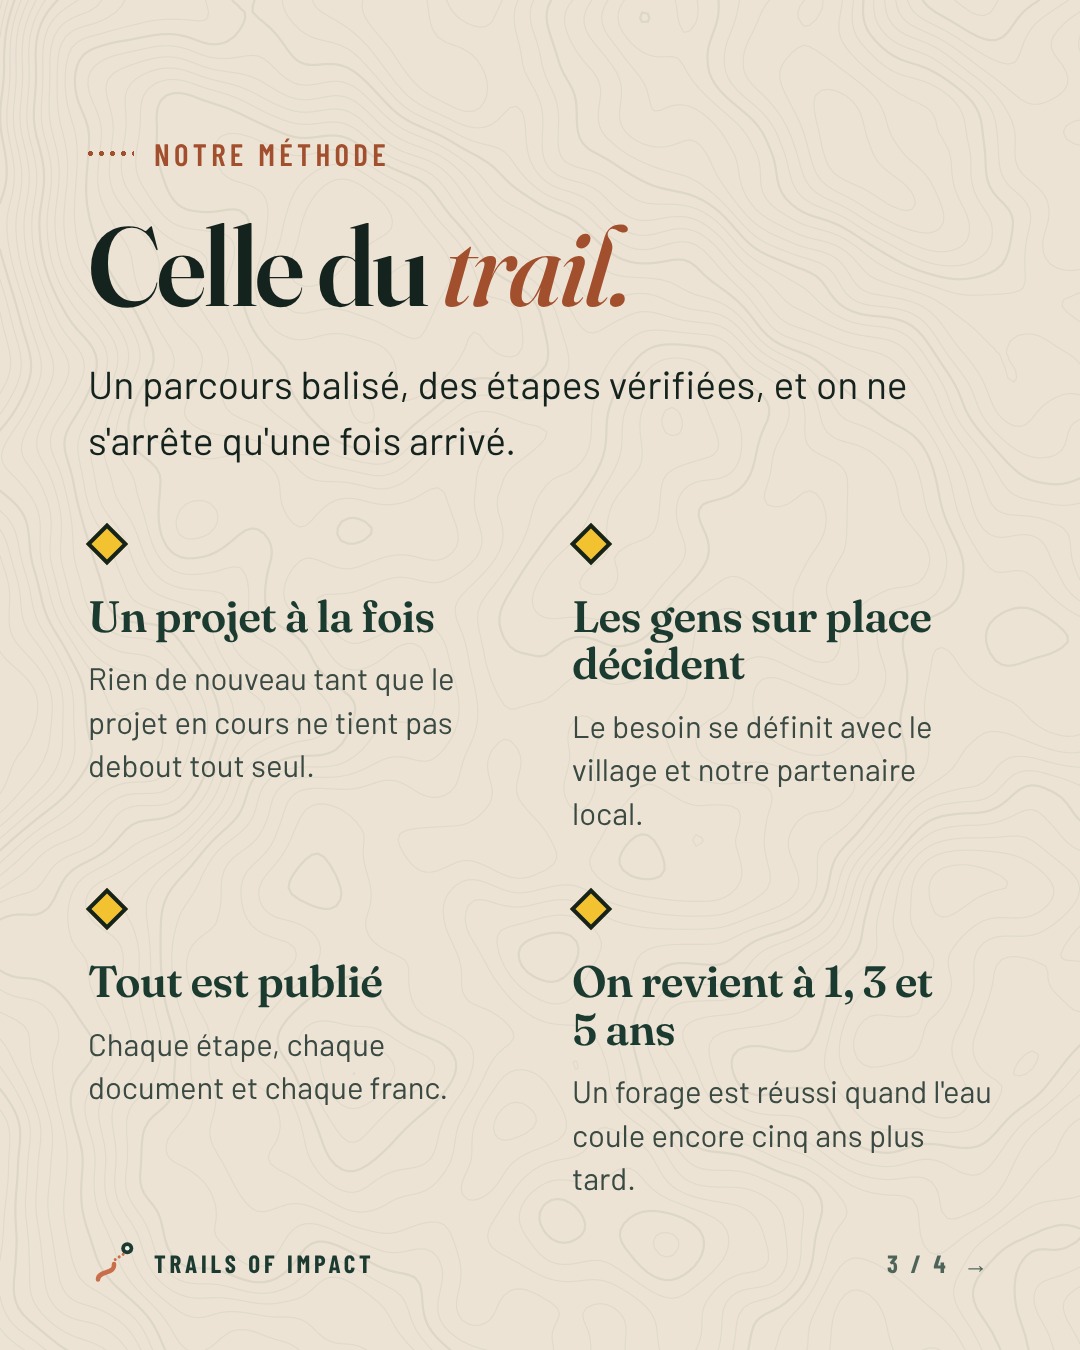 NOTRE MÉTHODE
Celle du trail.
Un parcours balisé, des étapes vérifiées, et on ne
s'arrête qu'une fois arrivé.
Un projet à la fois
Rien de nouveau tant que le
projet en cours ne tient pas
debout tout seul.
Les gens sur place
décident
Le besoin se définit avec le
village et notre partenaire
local.
Tout est publié
Chaque étape, chaque
document et chaque franc.
On revient à 1, 3 et
5 ans
Un forage est réussi quand l'eau
coule encore cinq ans plus
tard.
TRAILS OF IMPACT
3 / 4 →